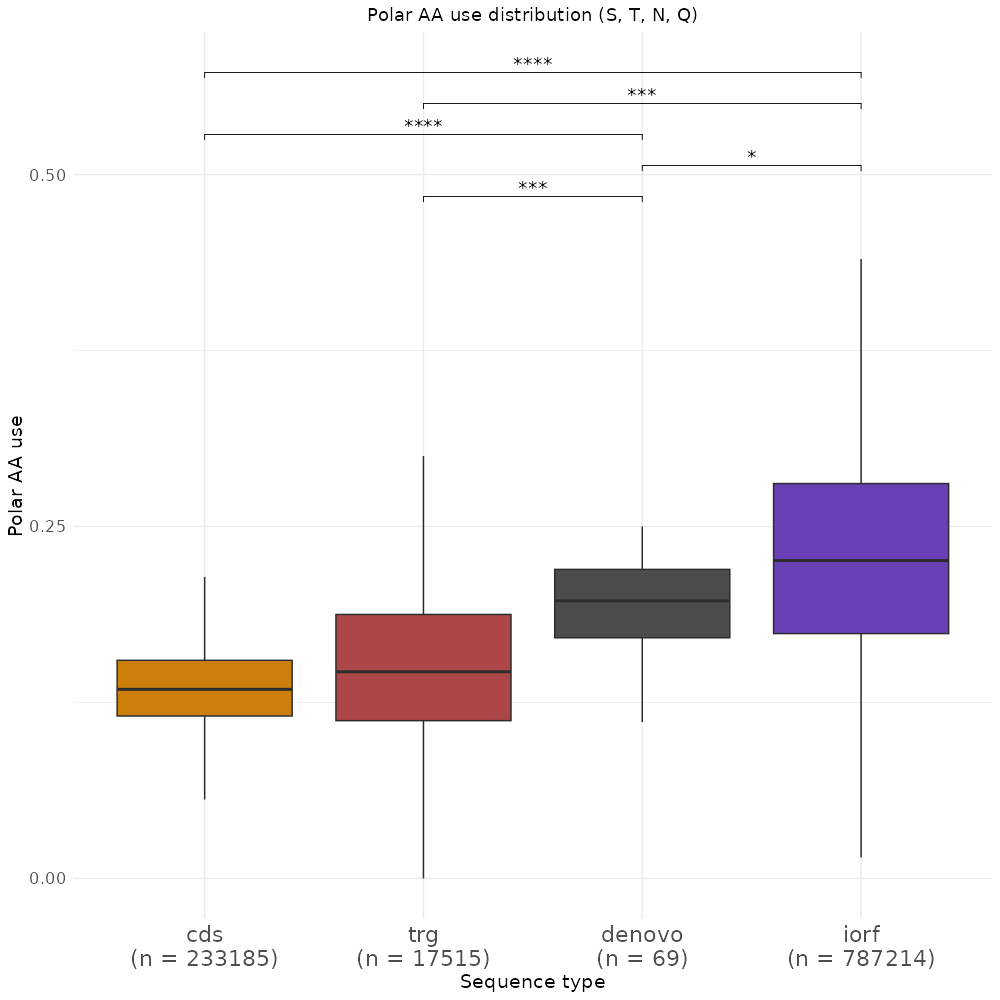 Polar AA use distribution (S, T, N, Q)
****
***
****
*
***
0.50
0.25
0.00
Polar AA use
cds trg denovo iorf
(n = 233185) (n = 17515) (n = 69) (n = 787214)
Sequence type